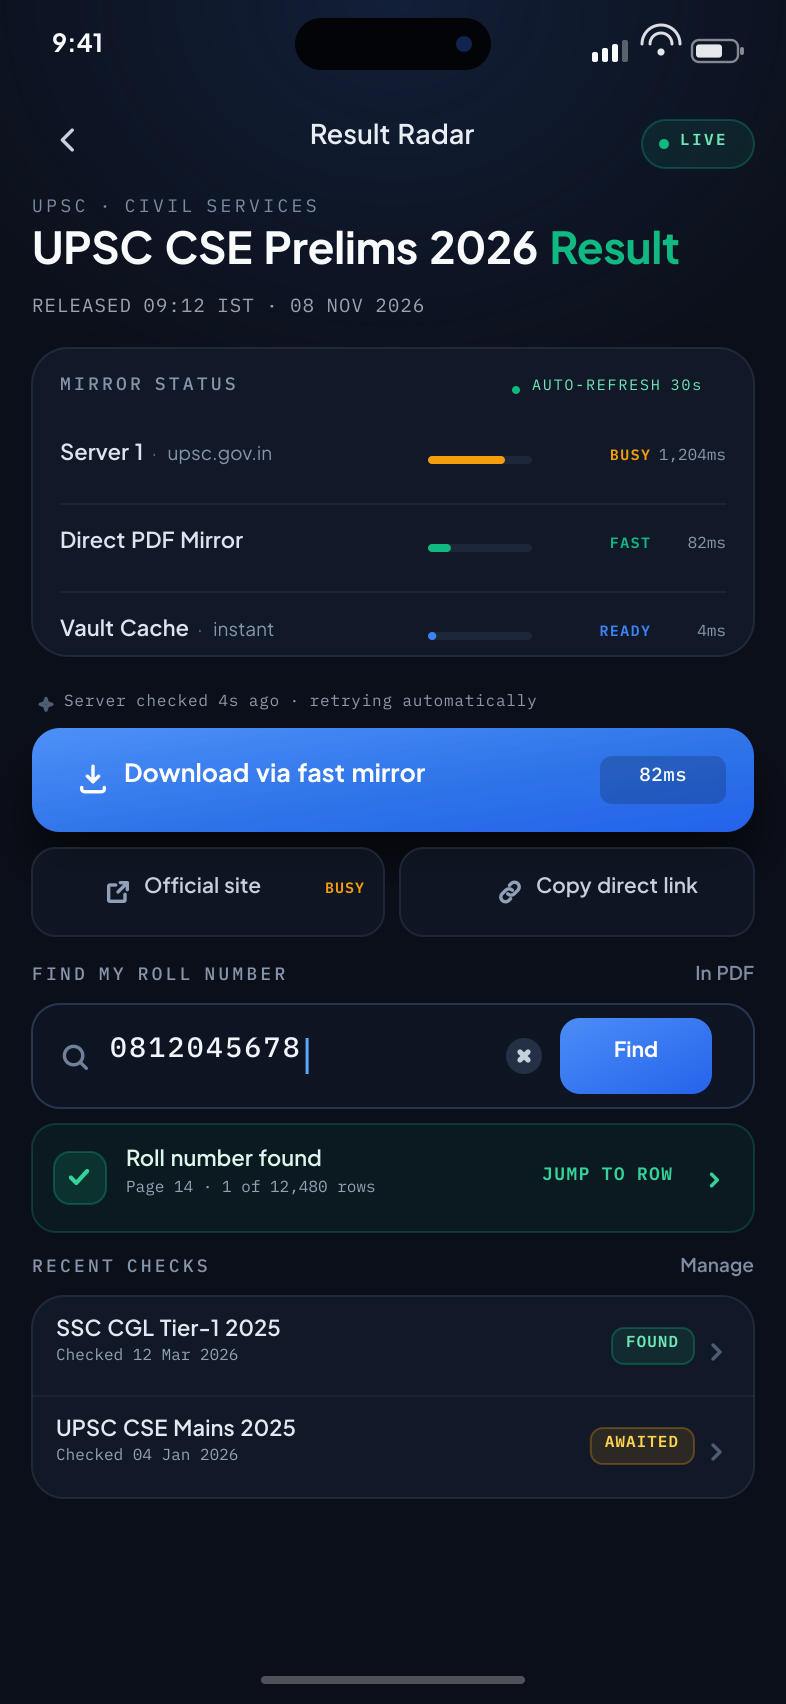 9:41
Result Radar
LIVE
UPSC · CIVIL SERVICES
UPSC CSE Prelims 2026 Result
RELEASED 09:12 IST · 08 NOV 2026
MIRROR STATUS
AUTO-REFRESH 30s
Server 1 · upsc.gov.in BUSY 1,204ms
Direct PDF Mirror FAST 82ms
Vault Cache · instant READY 4ms
Server checked 4s ago · retrying automatically
Download via fast mirror 82ms
Official site BUSY
Copy direct link
FIND MY ROLL NUMBER In PDF
0812045678 Find
Roll number found
Page 14 · 1 of 12,480 rows
JUMP TO ROW
RECENT CHECKS Manage
SSC CGL Tier-1 2025
Checked 12 Mar 2026
FOUND
UPSC CSE Mains 2025
Checked 04 Jan 2026
AWAITED